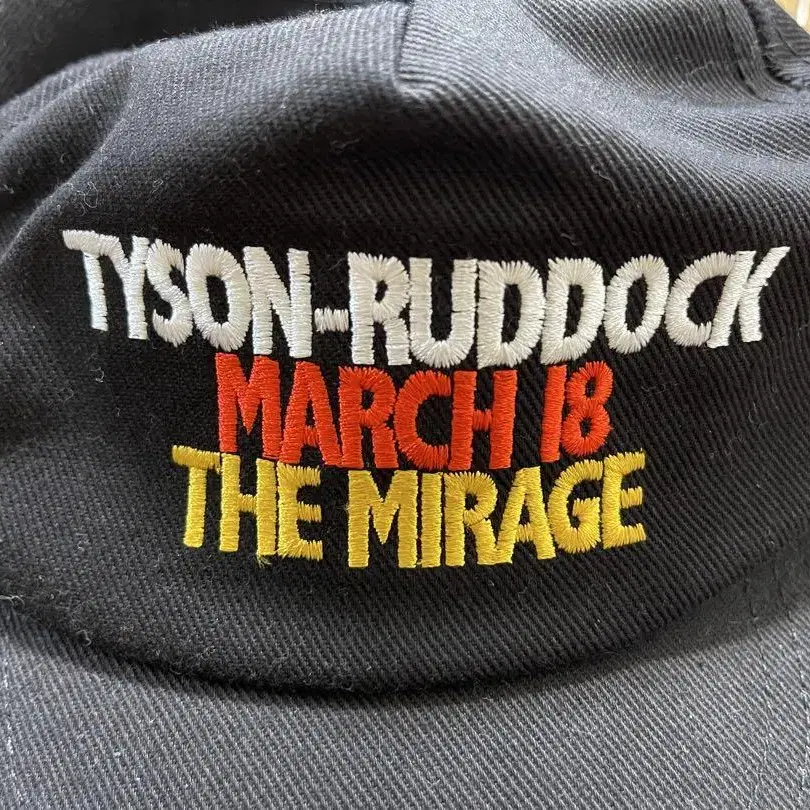 TYSON-RUDDOCK
MARCH 18
THE MIRAGE